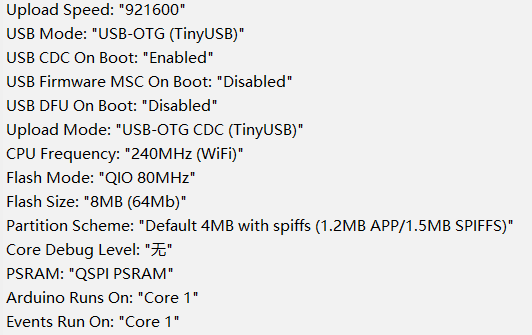 Upload Speed: "921600"
USB Mode: "USB-OTG (TinyUSB)"
USB CDC On Boot: "Enabled"
USB Firmware MSC On Boot: "Disabled"
USB DFU On Boot: "Disabled"
Upload Mode: "USB-OTG CDC (TinyUSB)"
CPU Frequency: "240MHz (WiFi)"
Flash Mode: "QIO 80MHz"
Flash Size: "8MB (64Mb)"
Partition Scheme: "Default 4MB with spiffs (1.2MB APP/1.5MB SPIFFS)"
Core Debug Level: "无"
PSRAM: "QSPI PSRAM"
Arduino Runs On: "Core 1"
Events Run On: "Core 1"